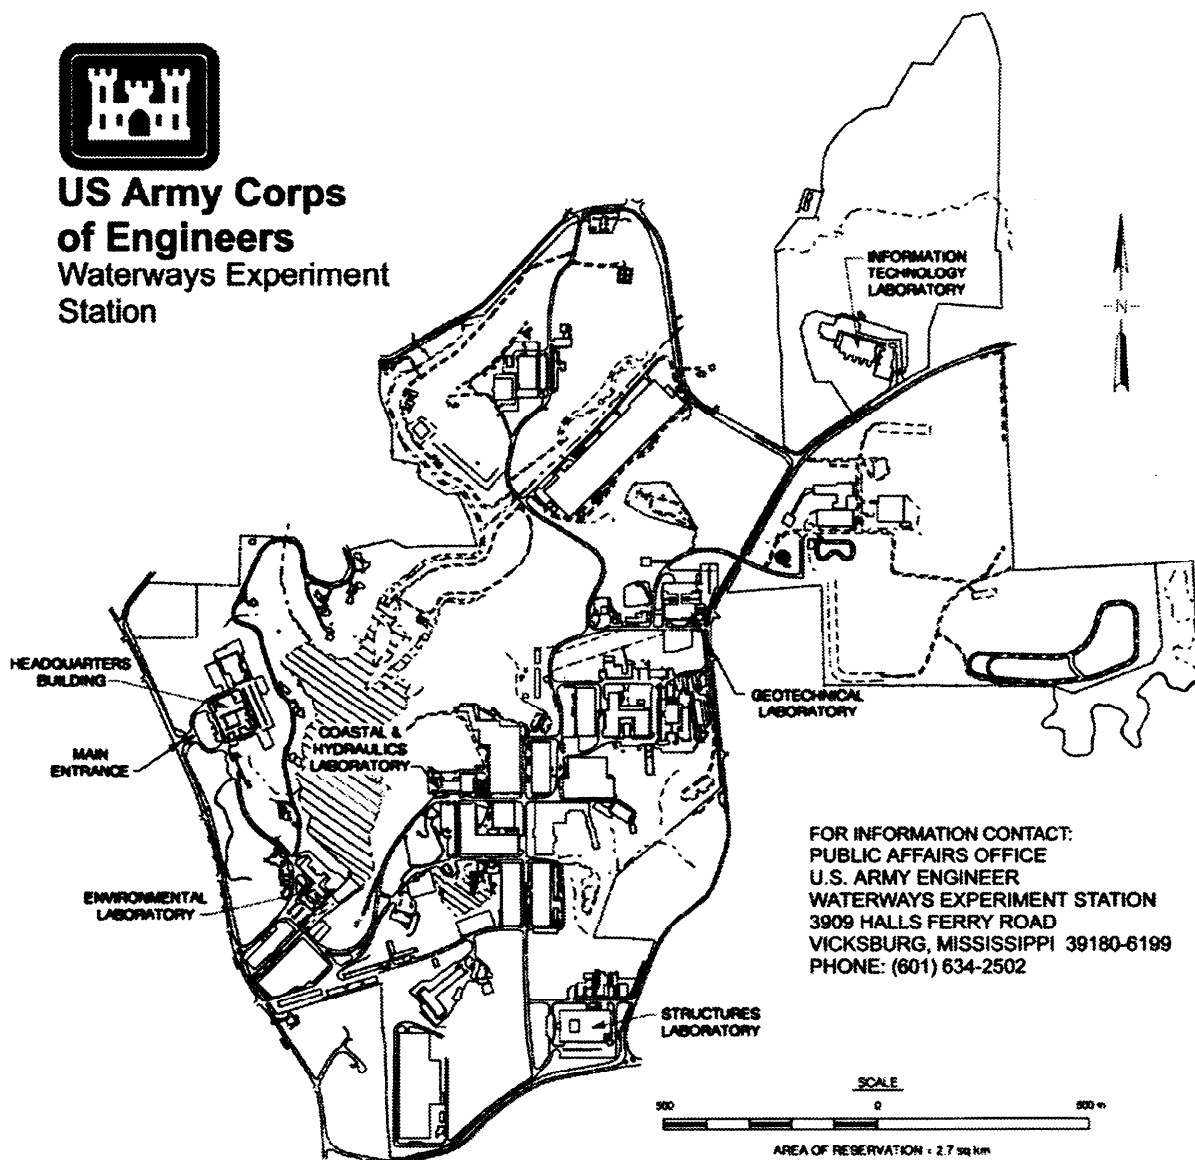 US Army Corps
of Engineers
Waterways Experiment
Station
INFORMATION
TECHNOLOGY
LABORATORY
N
HEADQUARTERS
BUILDING
MAIN
ENTRANCE
COASTAL &
HYDRAULICS
LABORATORY
GEOTECHNICAL
LABORATORY
ENVIRONMENTAL
LABORATORY
STRUCTURES
LABORATORY
FOR INFORMATION CONTACT:
PUBLIC AFFAIRS OFFICE
U.S. ARMY ENGINEER
WATERWAYS EXPERIMENT STATION
3909 HALLS FERRY ROAD
VICKSBURG, MISSISSIPPI 39180-6199
PHONE: (601) 634-2502
SCALE
500 0 500 m
AREA OF RESERVATION = 2.7 sq km